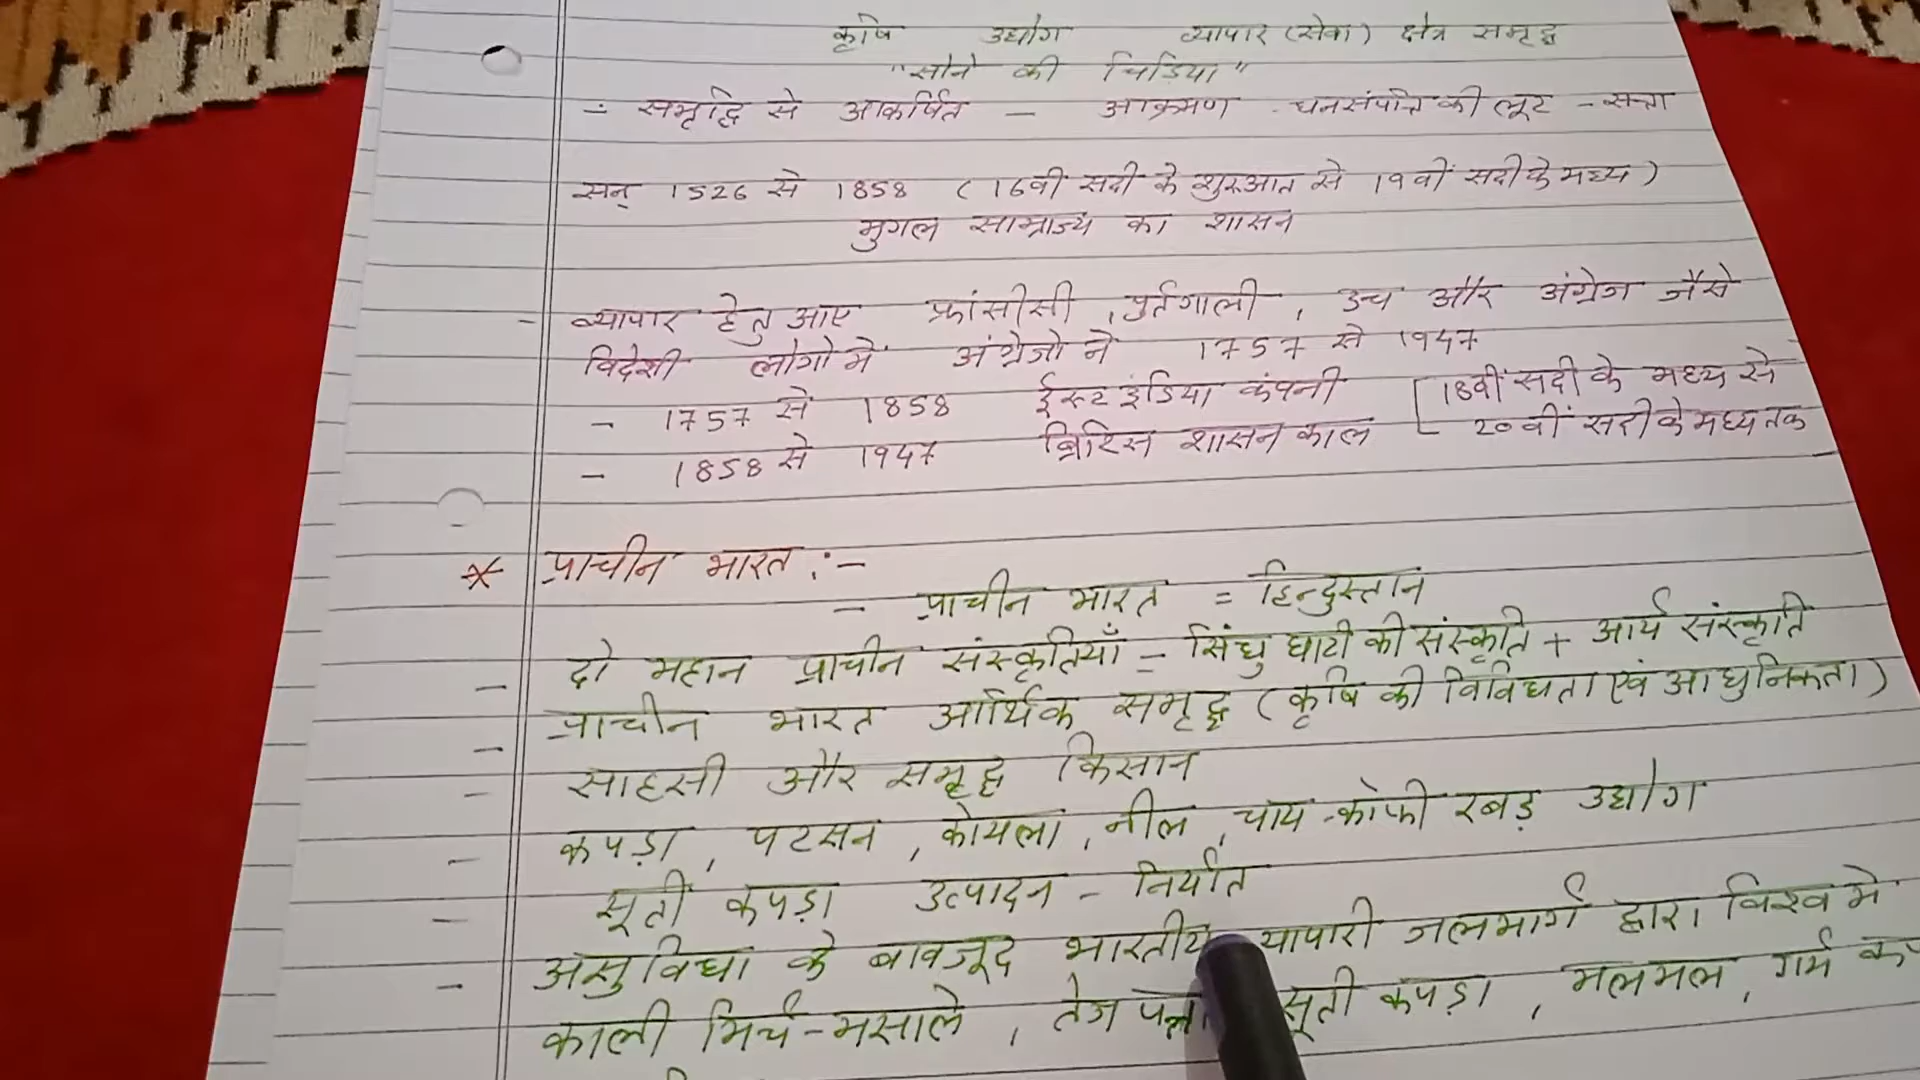 कृषि उद्योग व्यापार (सेवा) क्षेत्र समृद्ध
"सोने की चिड़िया"
- समृद्धि से आकर्षित - आक्रमण - धनसंपत्ति की लूट - सत्ता
सन् 1526 से 1858 (16वी सदी के शुरुआत से 19वीं सदी के मध्य)
मुगल साम्राज्य का शासन
- व्यापार हेतु आए फ्रांसीसी, पुर्तगाली, डच और अंग्रेज जैसे
विदेशी लोगो में अंग्रेजो ने 1757 से 1947
- 1757 से 1858 ईस्ट इंडिया कंपनी [ 18वीं सदी के मध्य से
- 1858 से 1947 ब्रिटिस शासन काल 20वीं सदी के मध्य तक
* प्राचीन भारत :-
- प्राचीन भारत = हिन्दुस्तान
- दो महान प्राचीन संस्कृतियाँ - सिंधु घाटी की संस्कृति + आर्य संस्कृति
- प्राचीन भारत आर्थिक समृद्ध (कृषि की विविधता एवं आधुनिकता)
- साहसी और समृद्ध किसान
- कपड़ा, पटसन, कोयला, नील, चाय-कोफी रबड़ उद्योग
- सूती कपड़ा उत्पादन - निर्यात
- असुविधा के बावजूद भारतीय व्यापारी जलमार्ग द्वारा विश्व मे
काली मिर्च-मसाले, तेज पत्ता सूती कपड़ा, मलमल, गर्म